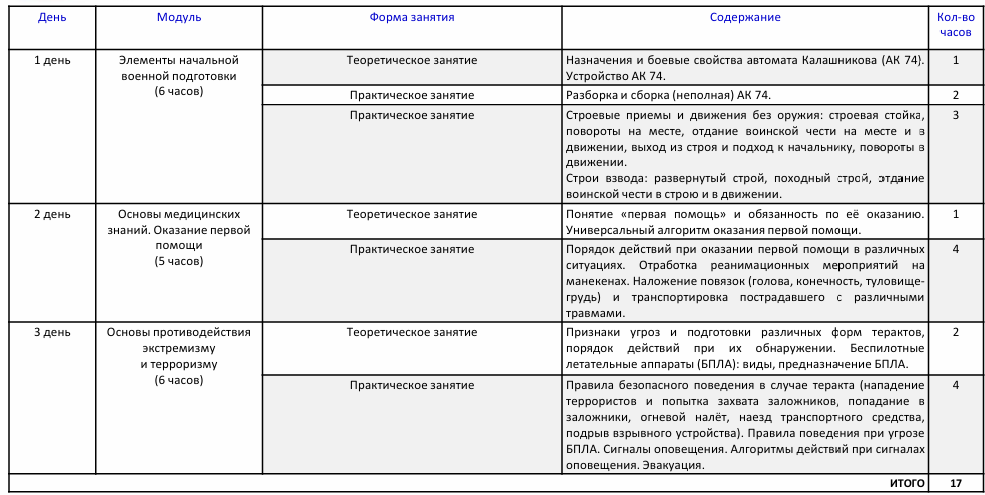 День
Модуль
Форма занятия
Содержание
Кол-во
часов
1 день
Элементы начальной
военной подготовки
(6 часов)
Теоретическое занятие
Назначения и боевые свойства автомата Калашникова (АК 74).
Устройство АК 74.
1
Практическое занятие
Разборка и сборка (неполная) АК 74.
2
Практическое занятие
Строевые приемы и движения без оружия: строевая стойка,
повороты на месте, отдание воинской чести на месте и в
движении, выход из строя и подход к начальнику, повороты в
движении.
Строи взвода: развернутый строй, походный строй, отдание
воинской чести в строю и в движении.
3
2 день
Основы медицинских
знаний. Оказание первой
помощи
(5 часов)
Теоретическое занятие
Понятие «первая помощь» и обязанность по её оказанию.
Универсальный алгоритм оказания первой помощи.
1
Практическое занятие
Порядок действий при оказании первой помощи в различных
ситуациях. Отработка реанимационных мероприятий на
манекенах. Наложение повязок (голова, конечность, туловище-
грудь) и транспортировка пострадавшего с различными
травмами.
4
3 день
Основы противодействия
экстремизму
и терроризму
(6 часов)
Теоретическое занятие
Признаки угроз и подготовки различных форм терактов,
порядок действий при их обнаружении. Беспилотные
летательные аппараты (БПЛА): виды, предназначение БПЛА.
2
Практическое занятие
Правила безопасного поведения в случае теракта (нападение
террористов и попытка захвата заложников, попадание в
заложники, огневой налёт, наезд транспортного средства,
подрыв взрывного устройства). Правила поведения при угрозе
БПЛА. Сигналы оповещения. Алгоритмы действий при сигналах
оповещения. Эвакуация.
4
ИТОГО
17